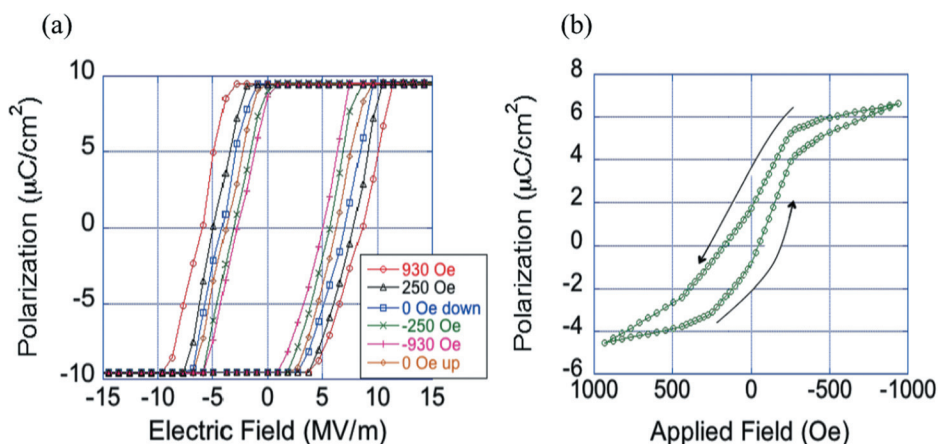 (a)
(b)
Polarization (μC/cm²)
10
5
0
-5
-10
-15
-10
-5
0
5
10
15
Electric Field (MV/m)
930 Oe
250 Oe
0 Oe down
-250 Oe
-930 Oe
0 Oe up
Polarization (μC/cm²)
8
6
4
2
0
-2
-4
-6
1000
500
0
-500
-1000
Applied Field (Oe)